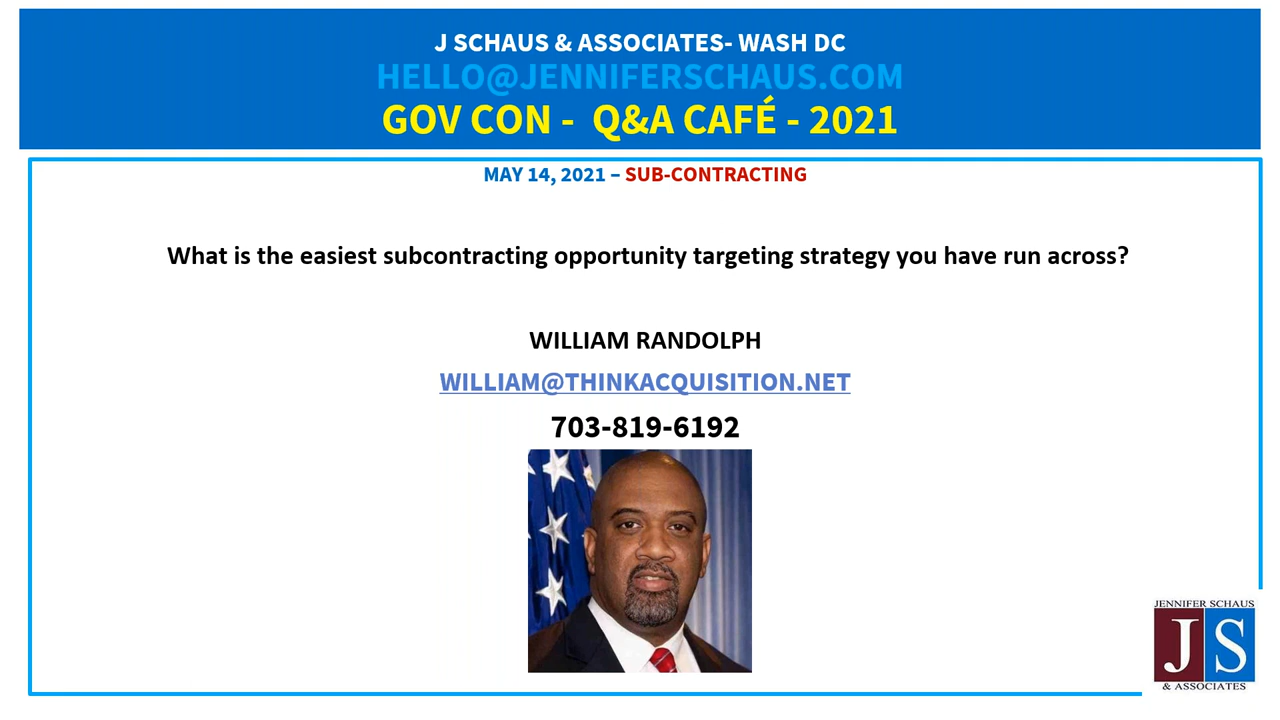 J SCHAUS & ASSOCIATES- WASH DC
HELLO@JENNIFERSCHAUS.COM
GOV CON -  Q&A CAFÉ - 2021
MAY 14, 2021 – SUB-CONTRACTING
What is the easiest subcontracting opportunity targeting strategy you have run across?
WILLIAM RANDOLPH
WILLIAM@THINKACQUISITION.NET
703-819-6192
JENNIFER SCHAUS
JS
& ASSOCIATES